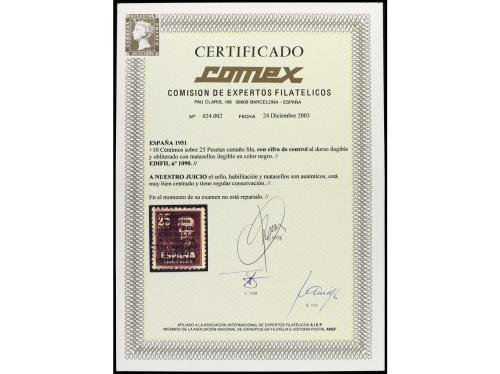 CERTIFICADO
comex
COMISION DE EXPERTOS FILATELICOS
PAU CLARIS, 106 08009 BARCELONA - ESPAÑA
Nº 024.002 FECHA 24 Diciembre 2003
ESPAÑA 1951
+10 Céntimos sobre 25 Pesetas castaño lila, con cifra de control al dorso ilegible
y obliterado con matasellos ilegible en color negro. //
EDIFIL nº 1090. //
A NUESTRO JUICIO el sello, habilitación y matasellos son auténticos, está
muy bien centrado y tiene regular conservación. //
En el momento de su examen no está reparado.
25
ESPAÑA
AFILIADO A LA ASOCIACIÓN INTERNACIONAL DE EXPERTOS FILATÉLICOS A.I.E.P.
MIEMBRO DE LA ASOCIACIÓN NACIONAL DE EXPERTOS EN FILATELIA E HISTORIA POSTAL. ANEF